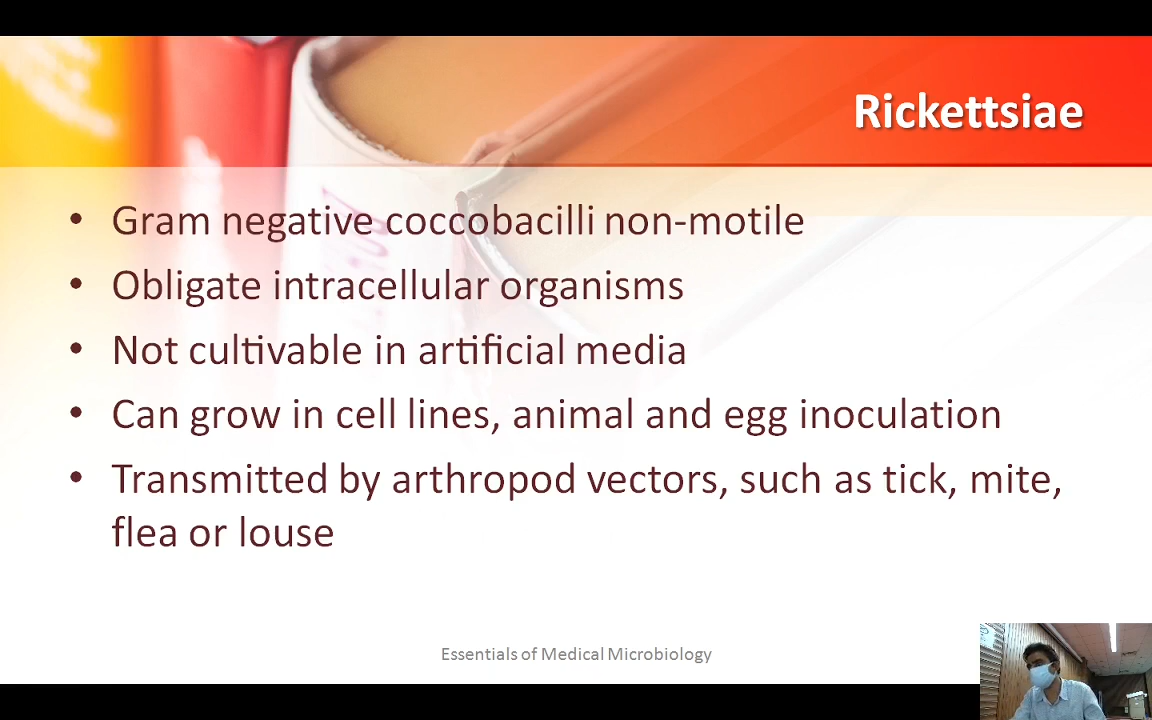 Rickettsiae
• Gram negative coccobacilli non-motile
• Obligate intracellular organisms
• Not cultivable in artificial media
• Can grow in cell lines, animal and egg inoculation
• Transmitted by arthropod vectors, such as tick, mite,
flea or louse
Essentials of Medical Microbiology